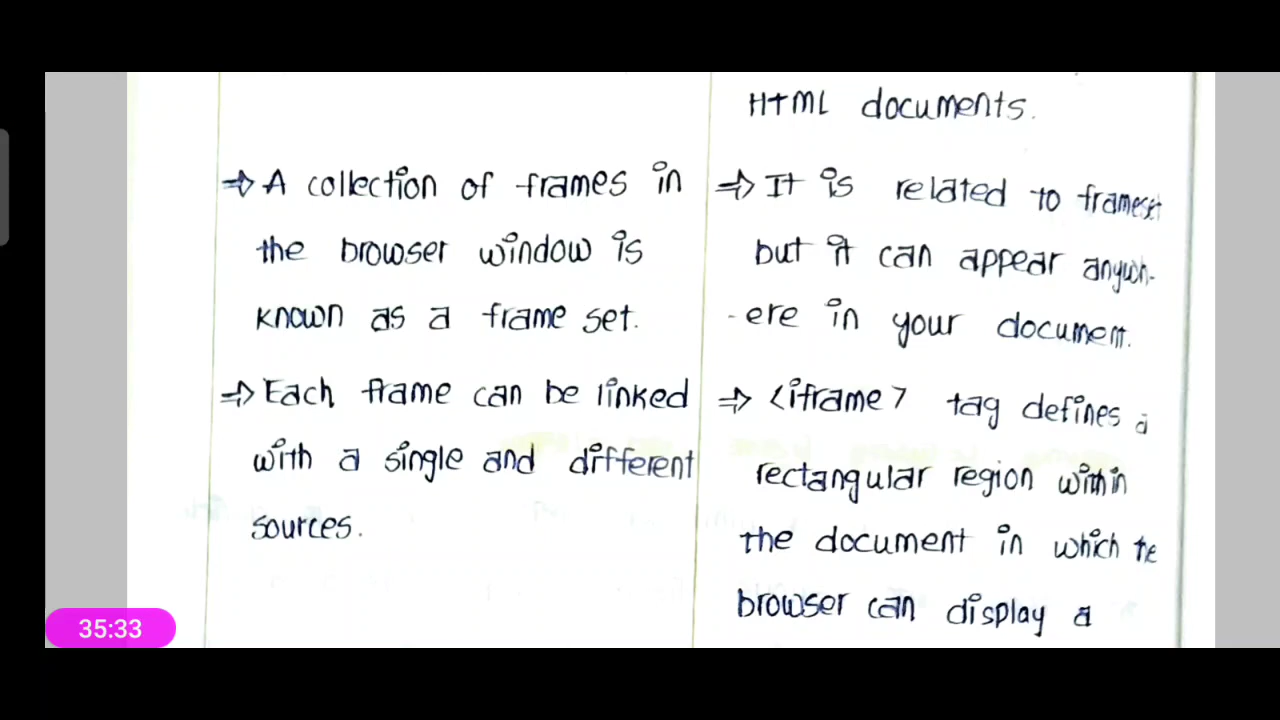 HTML documents.
⇒ A collection of frames in
the browser window is
known as a frame set.
⇒ Each frame can be linked
with a single and different
sources.
⇒ It is related to frameset
but it can appear anywh-
-ere in your document.
⇒ <iframe> tag defines a
rectangular region within
the document in which the
browser can display a
35:33